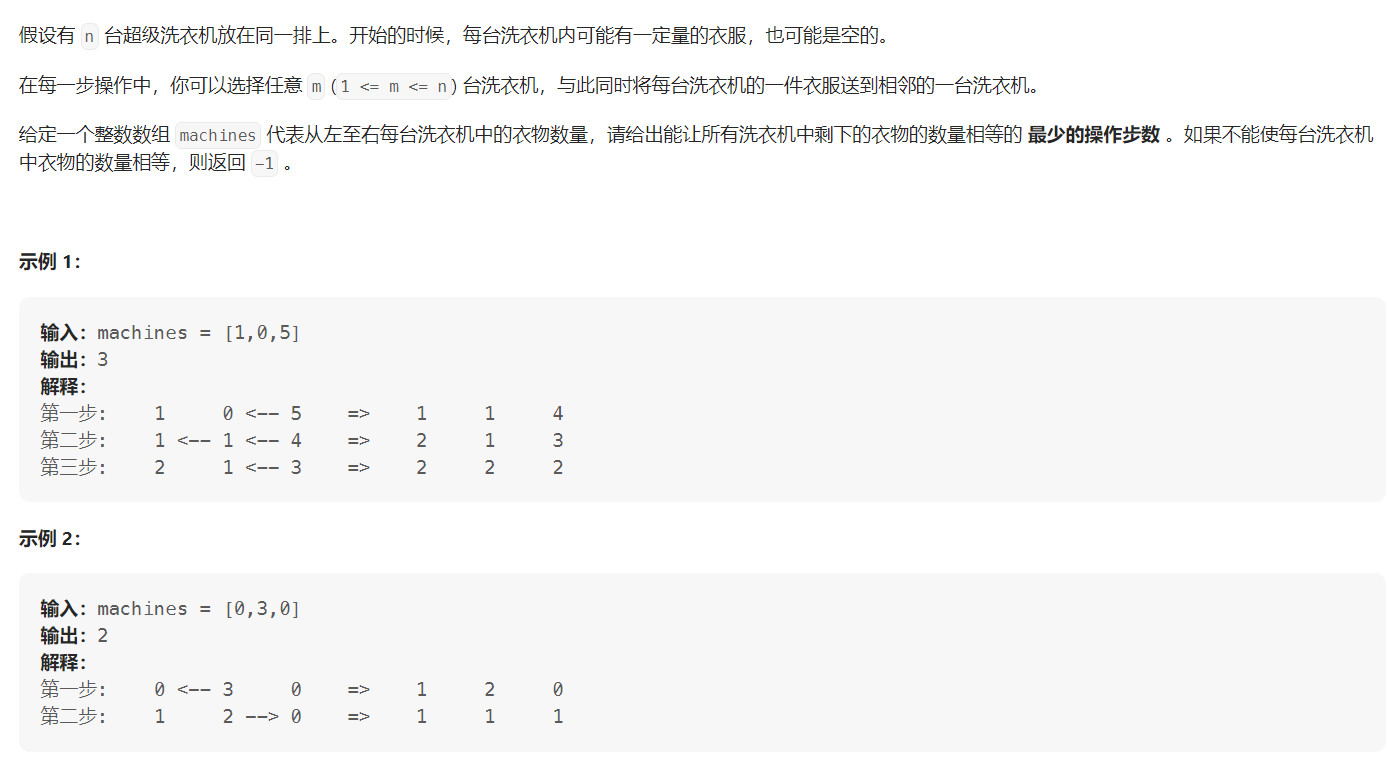 假设有 n 台超级洗衣机放在同一排上。开始的时候，每台洗衣机内可能有一定量的衣服，也可能是空的。
在每一步操作中，你可以选择任意 m (1 <= m <= n) 台洗衣机，与此同时将每台洗衣机的一件衣服送到相邻的一台洗衣机。
给定一个整数数组 machines 代表从左至右每台洗衣机中的衣物数量，请给出能让所有洗衣机中剩下的衣物的数量相等的 最少的操作步数 。如果不能使每台洗衣机
中衣物的数量相等，则返回 -1 。
示例 1：
输入：machines = [1,0,5]
输出：3
解释：
第一步:    1     0 <-- 5    =>    1     1     4
第二步:    1 <-- 1 <-- 4    =>    2     1     3
第三步:    2     1 <-- 3    =>    2     2     2
示例 2：
输入：machines = [0,3,0]
输出：2
解释：
第一步:    0 <-- 3     0    =>    1     2     0
第二步:    1     2 --> 0    =>    1     1     1